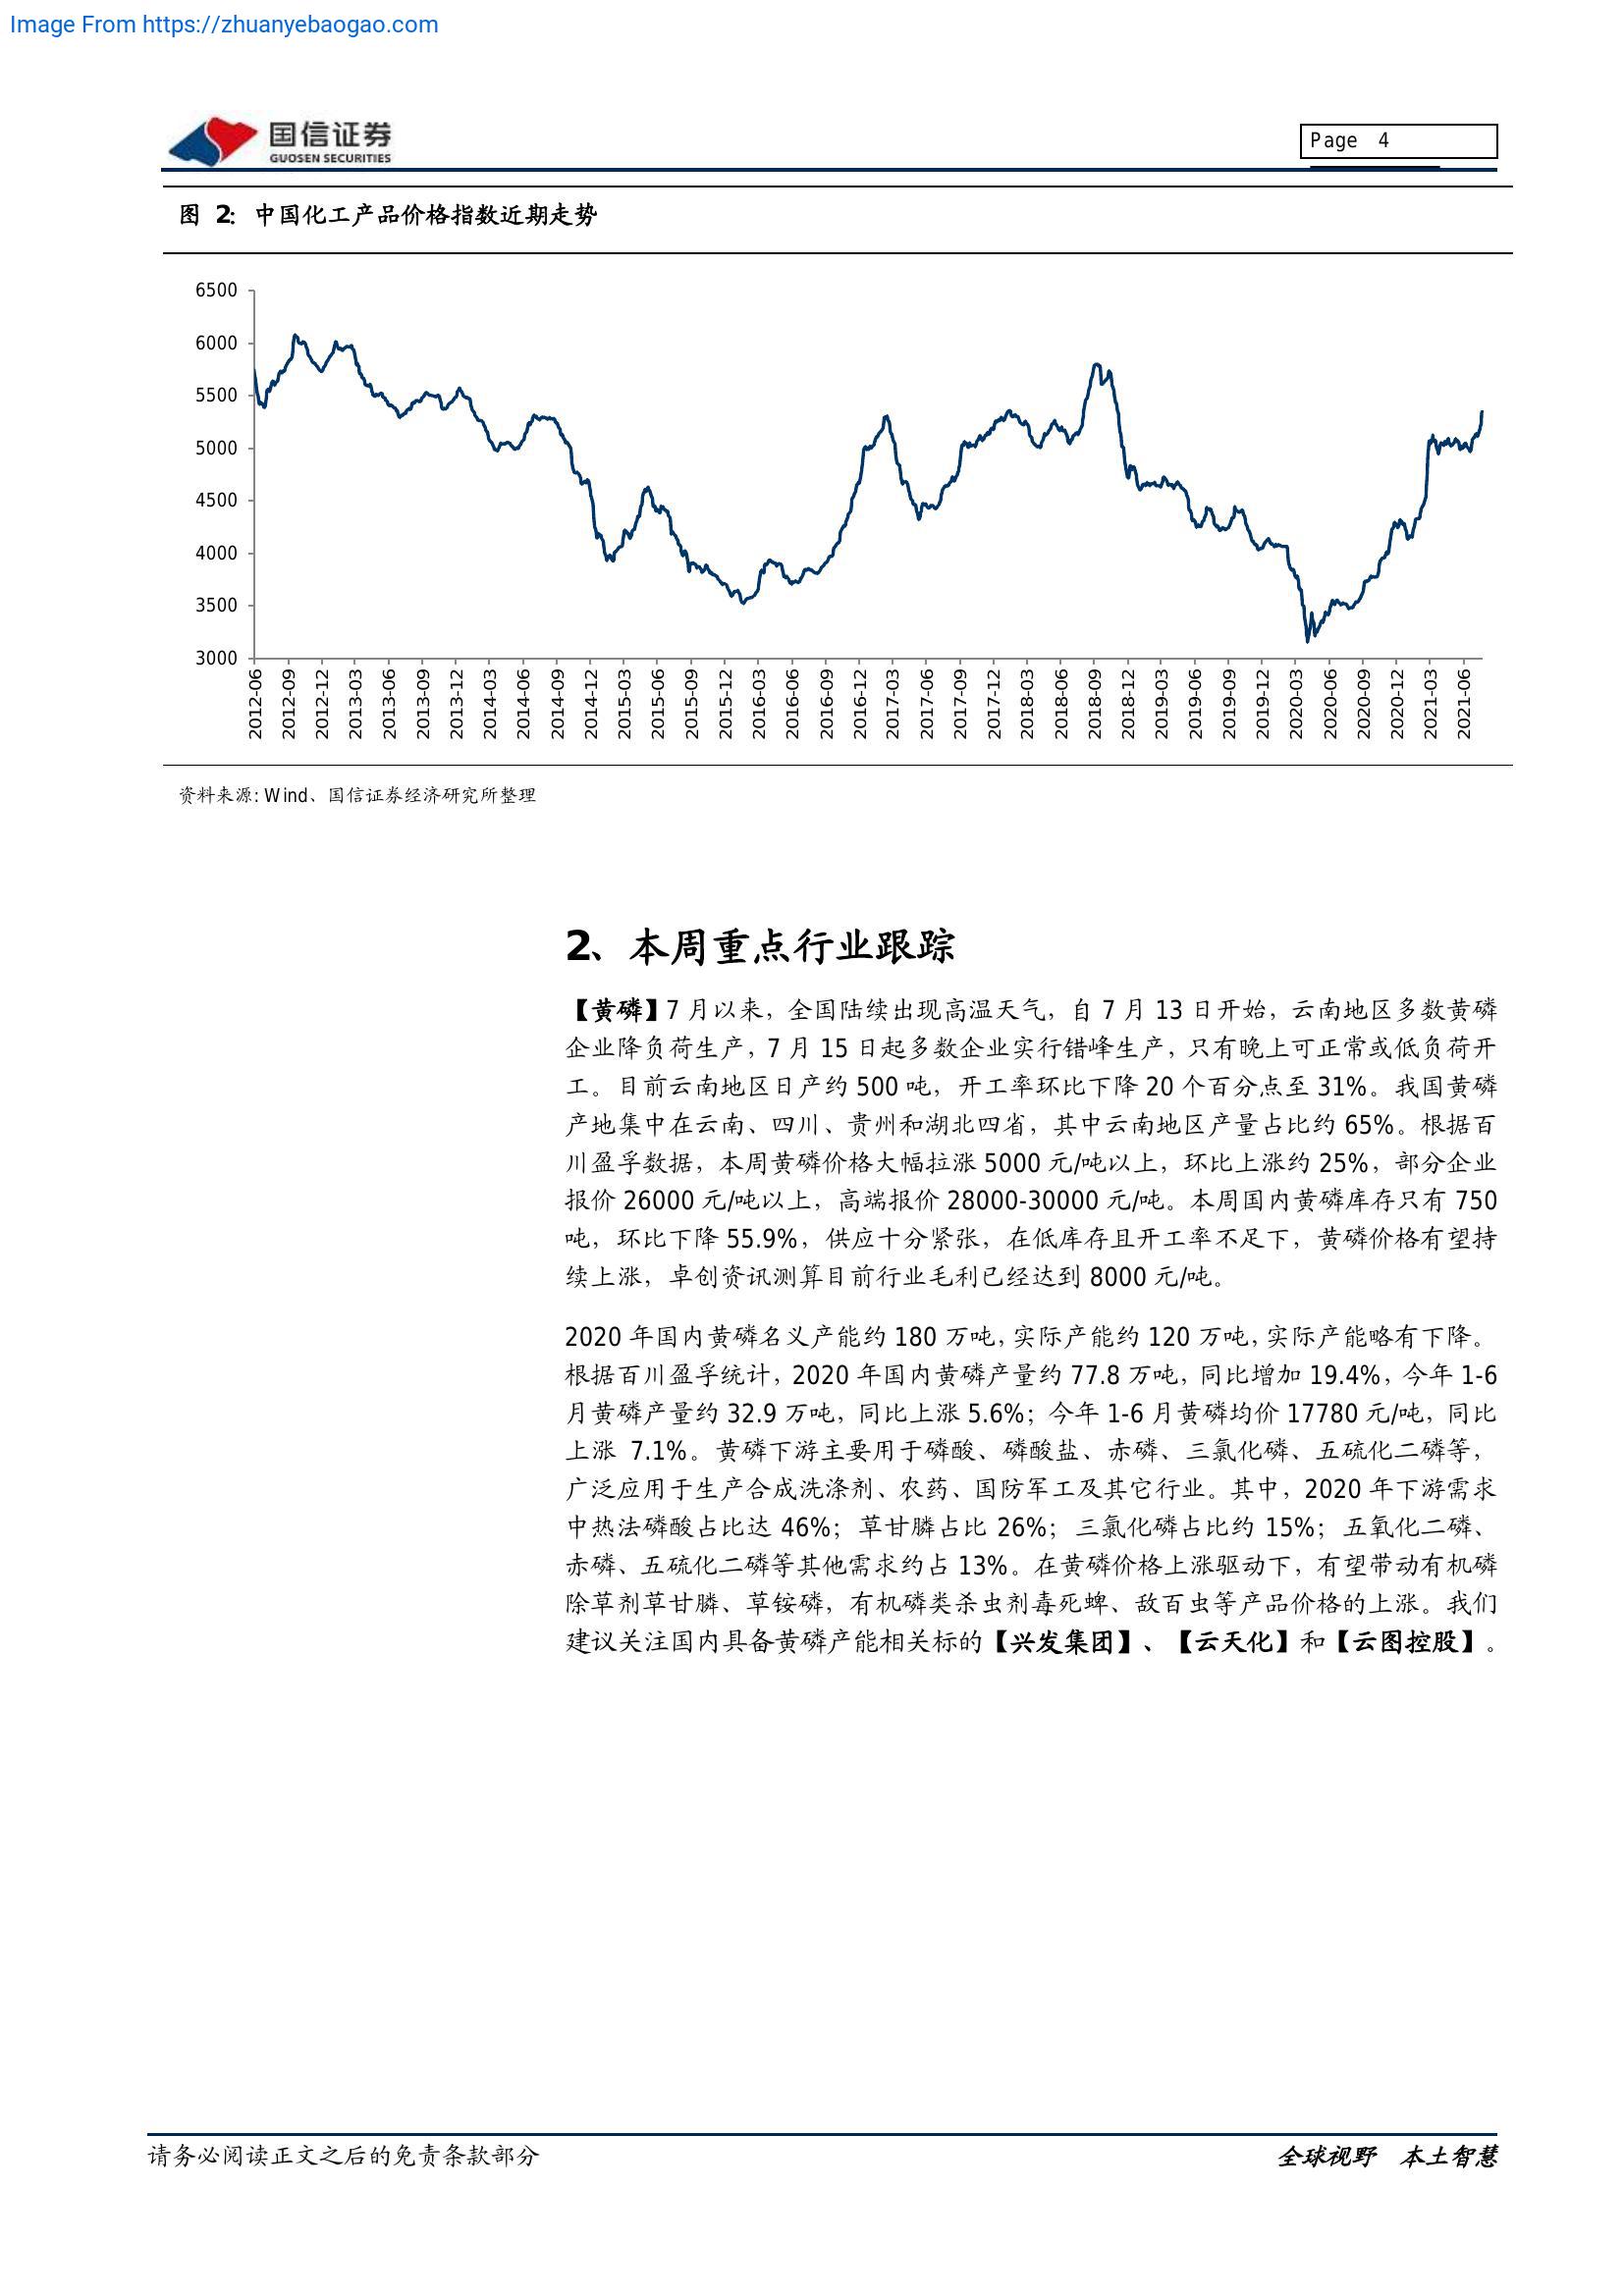 Image From https://zhuanyebaogao.com
国信证券
GUOSEN SECURITIES
Page 4
图 2: 中国化工产品价格指数近期走势
6500
6000
5500
5000
4500
4000
3500
3000
2012-06
2012-09
2012-12
2013-03
2013-06
2013-09
2013-12
2014-03
2014-06
2014-09
2014-12
2015-03
2015-06
2015-09
2015-12
2016-03
2016-06
2016-09
2016-12
2017-03
2017-06
2017-09
2017-12
2018-03
2018-06
2018-09
2018-12
2019-03
2019-06
2019-09
2019-12
2020-03
2020-06
2020-09
2020-12
2021-03
2021-06
资料来源: Wind、国信证券经济研究所整理
2、本周重点行业跟踪
【黄磷】7 月以来，全国陆续出现高温天气，自 7 月 13 日开始，云南地区多数黄磷
企业降负荷生产，7 月 15 日起多数企业实行错峰生产，只有晚上可正常或低负荷开
工。目前云南地区日产约 500 吨，开工率环比下降 20 个百分点至 31%。我国黄磷
产地集中在云南、四川、贵州和湖北四省，其中云南地区产量占比约 65%。根据百
川盈孚数据，本周黄磷价格大幅拉涨 5000 元/吨以上，环比上涨约 25%，部分企业
报价 26000 元/吨以上，高端报价 28000-30000 元/吨。本周国内黄磷库存只有 750
吨，环比下降 55.9%，供应十分紧张，在低库存且开工率不足下，黄磷价格有望持
续上涨，卓创资讯测算目前行业毛利已经达到 8000 元/吨。
2020 年国内黄磷名义产能约 180 万吨，实际产能约 120 万吨，实际产能略有下降。
根据百川盈孚统计，2020 年国内黄磷产量约 77.8 万吨，同比增加 19.4%，今年 1-6
月黄磷产量约 32.9 万吨，同比上涨 5.6%；今年 1-6 月黄磷均价 17780 元/吨，同比
上涨 7.1%。黄磷下游主要用于磷酸、磷酸盐、赤磷、三氯化磷、五硫化二磷等，
广泛应用于生产合成洗涤剂、农药、国防军工及其它行业。其中，2020 年下游需求
中热法磷酸占比达 46%；草甘膦占比 26%；三氯化磷占比约 15%；五氧化二磷、
赤磷、五硫化二磷等其他需求约占 13%。在黄磷价格上涨驱动下，有望带动有机磷
除草剂草甘膦、草铵磷，有机磷类杀虫剂毒死蜱、敌百虫等产品价格的上涨。我们
建议关注国内具备黄磷产能相关标的【兴发集团】、【云天化】和【云图控股】。
请务必阅读正文之后的免责条款部分
全球视野 本土智慧